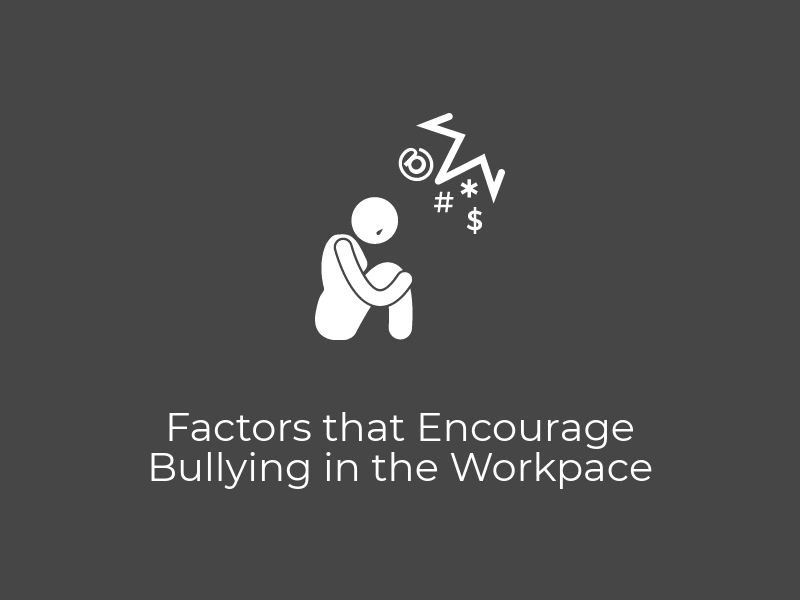 @
# *
$
Factors that Encourage
Bullying in the Workpace